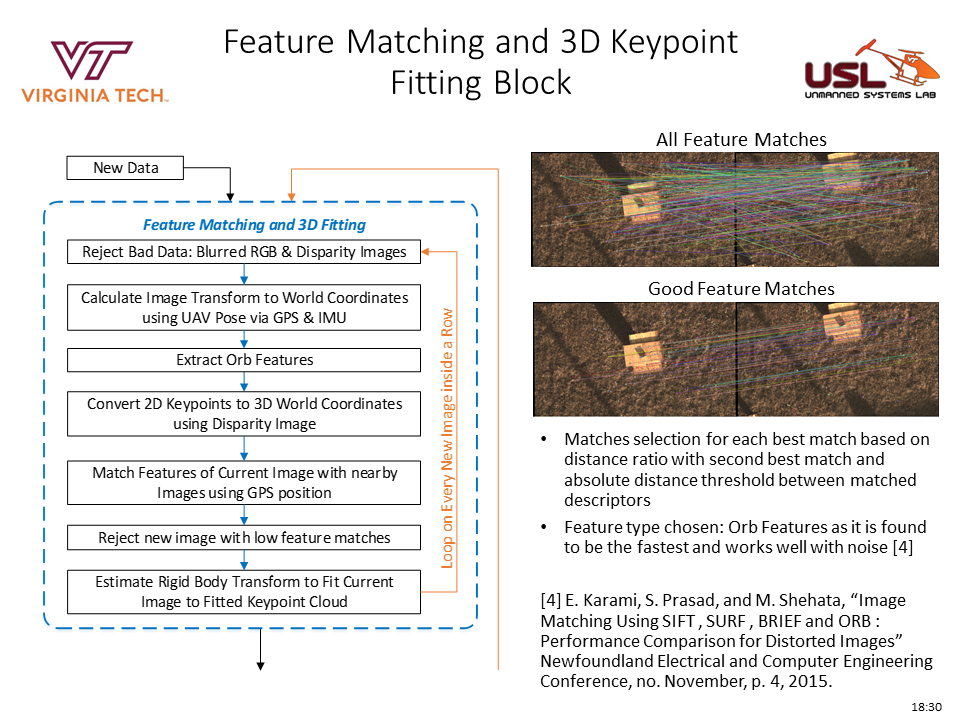 Feature Matching and 3D Keypoint
Fitting Block
VT
VIRGINIA TECH™
USL
UNMANNED SYSTEMS LAB
New Data
Feature Matching and 3D Fitting
Reject Bad Data: Blurred RGB & Disparity Images
Calculate Image Transform to World Coordinates
using UAV Pose via GPS & IMU
Extract Orb Features
Convert 2D Keypoints to 3D World Coordinates
using Disparity Image
Match Features of Current Image with nearby
Images using GPS position
Reject new image with low feature matches
Estimate Rigid Body Transform to Fit Current
Image to Fitted Keypoint Cloud
Loop on Every New Image inside a Row
All Feature Matches
Good Feature Matches
• Matches selection for each best match based on
distance ratio with second best match and
absolute distance threshold between matched
descriptors
• Feature type chosen: Orb Features as it is found
to be the fastest and works well with noise [4]
[4] E. Karami, S. Prasad, and M. Shehata, “Image
Matching Using SIFT , SURF , BRIEF and ORB :
Performance Comparison for Distorted Images”
Newfoundland Electrical and Computer Engineering
Conference, no. November, p. 4, 2015.
18:30